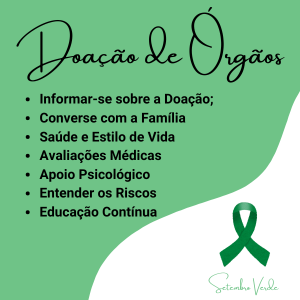 Doação de Órgãos
• Informar-se sobre a Doação;
• Converse com a Família
• Saúde e Estilo de Vida
• Avaliações Médicas
• Apoio Psicológico
• Entender os Riscos
• Educação Contínua
Setembro Verde